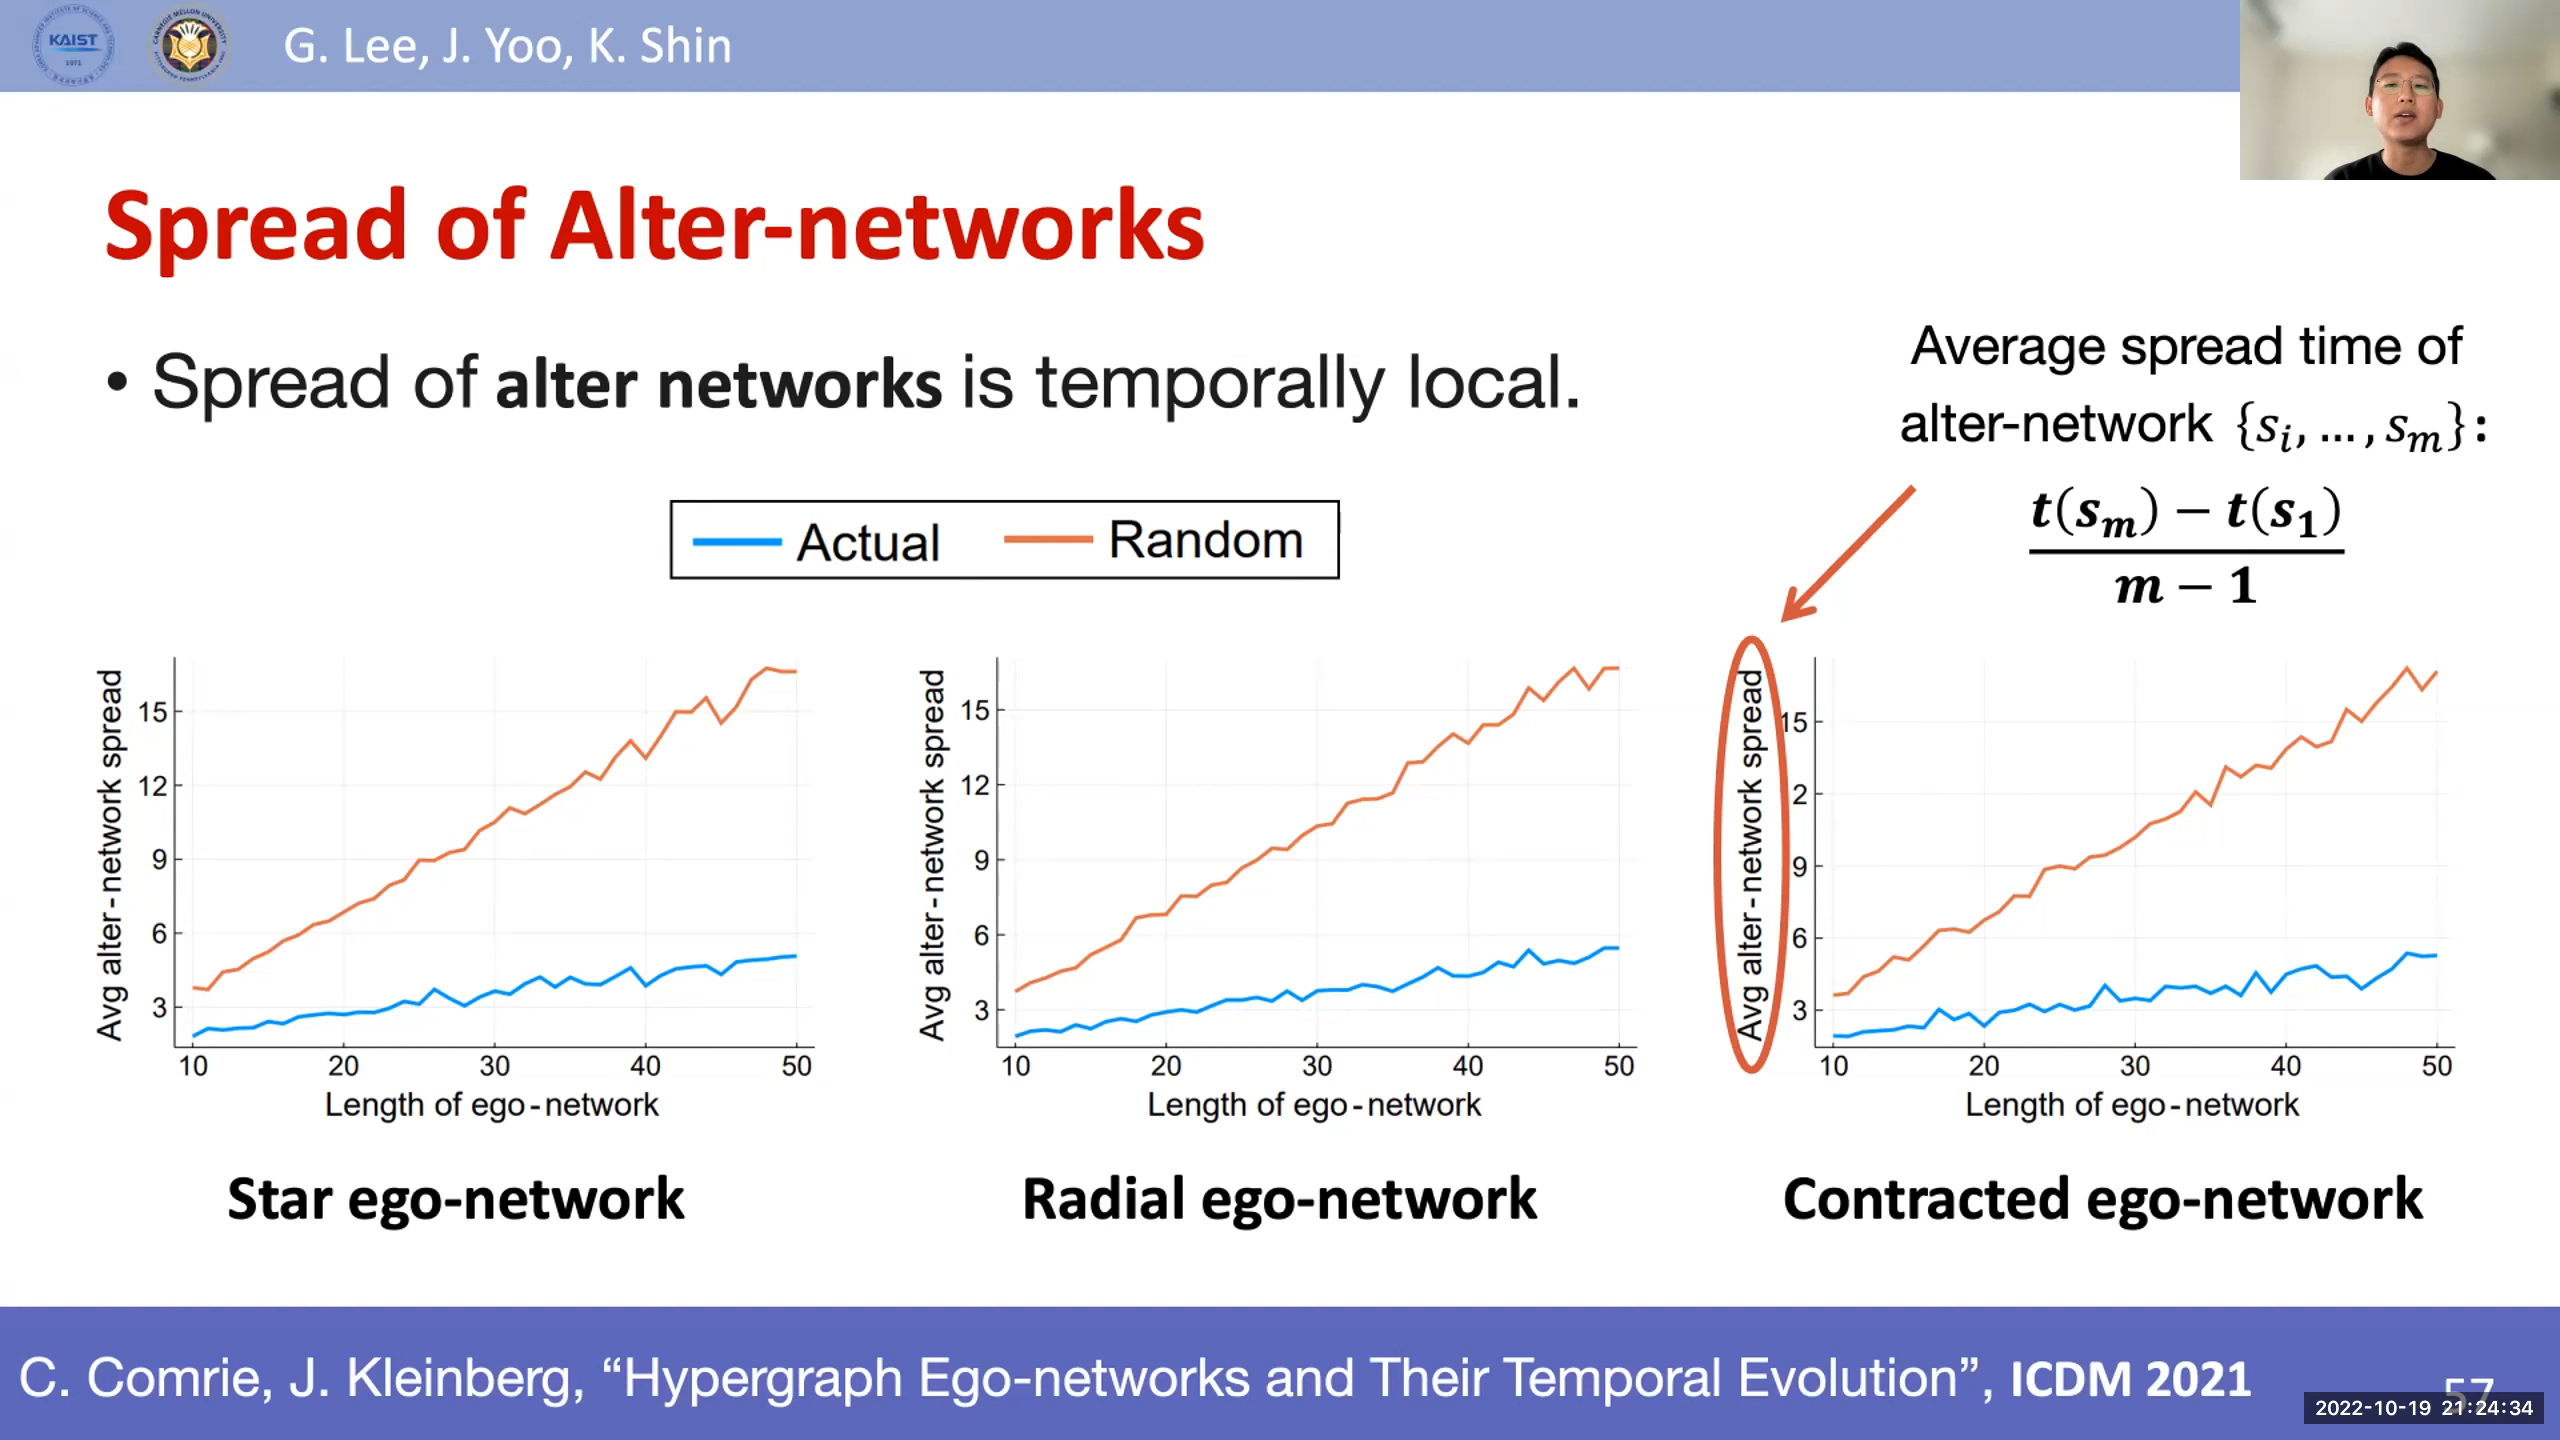 KAIST
1971
G. Lee, J. Yoo, K. Shin
Spread of Alter-networks
• Spread of alter networks is temporally local.
Average spread time of
alter-network {s_i, ..., s_m}:
t(s_m) − t(s_1)
m − 1
Actual Random
Avg alter-network spread
15
12
9
6
3
10 20 30 40 50
Length of ego-network
Star ego-network
Avg alter-network spread
15
12
9
6
3
10 20 30 40 50
Length of ego-network
Radial ego-network
Avg alter-network spread
15
2
9
6
3
10 20 30 40 50
Length of ego-network
Contracted ego-network
C. Comrie, J. Kleinberg, “Hypergraph Ego-networks and Their Temporal Evolution”, ICDM 2021
57
2022-10-19 21:24:34